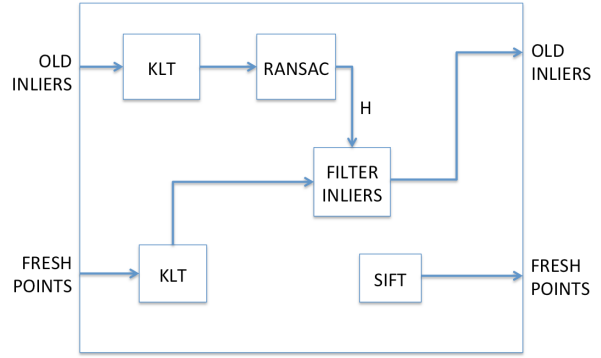 OLD
INLIERS
KLT
RANSAC
OLD
INLIERS
H
FILTER
INLIERS
FRESH
POINTS
KLT
SIFT
FRESH
POINTS